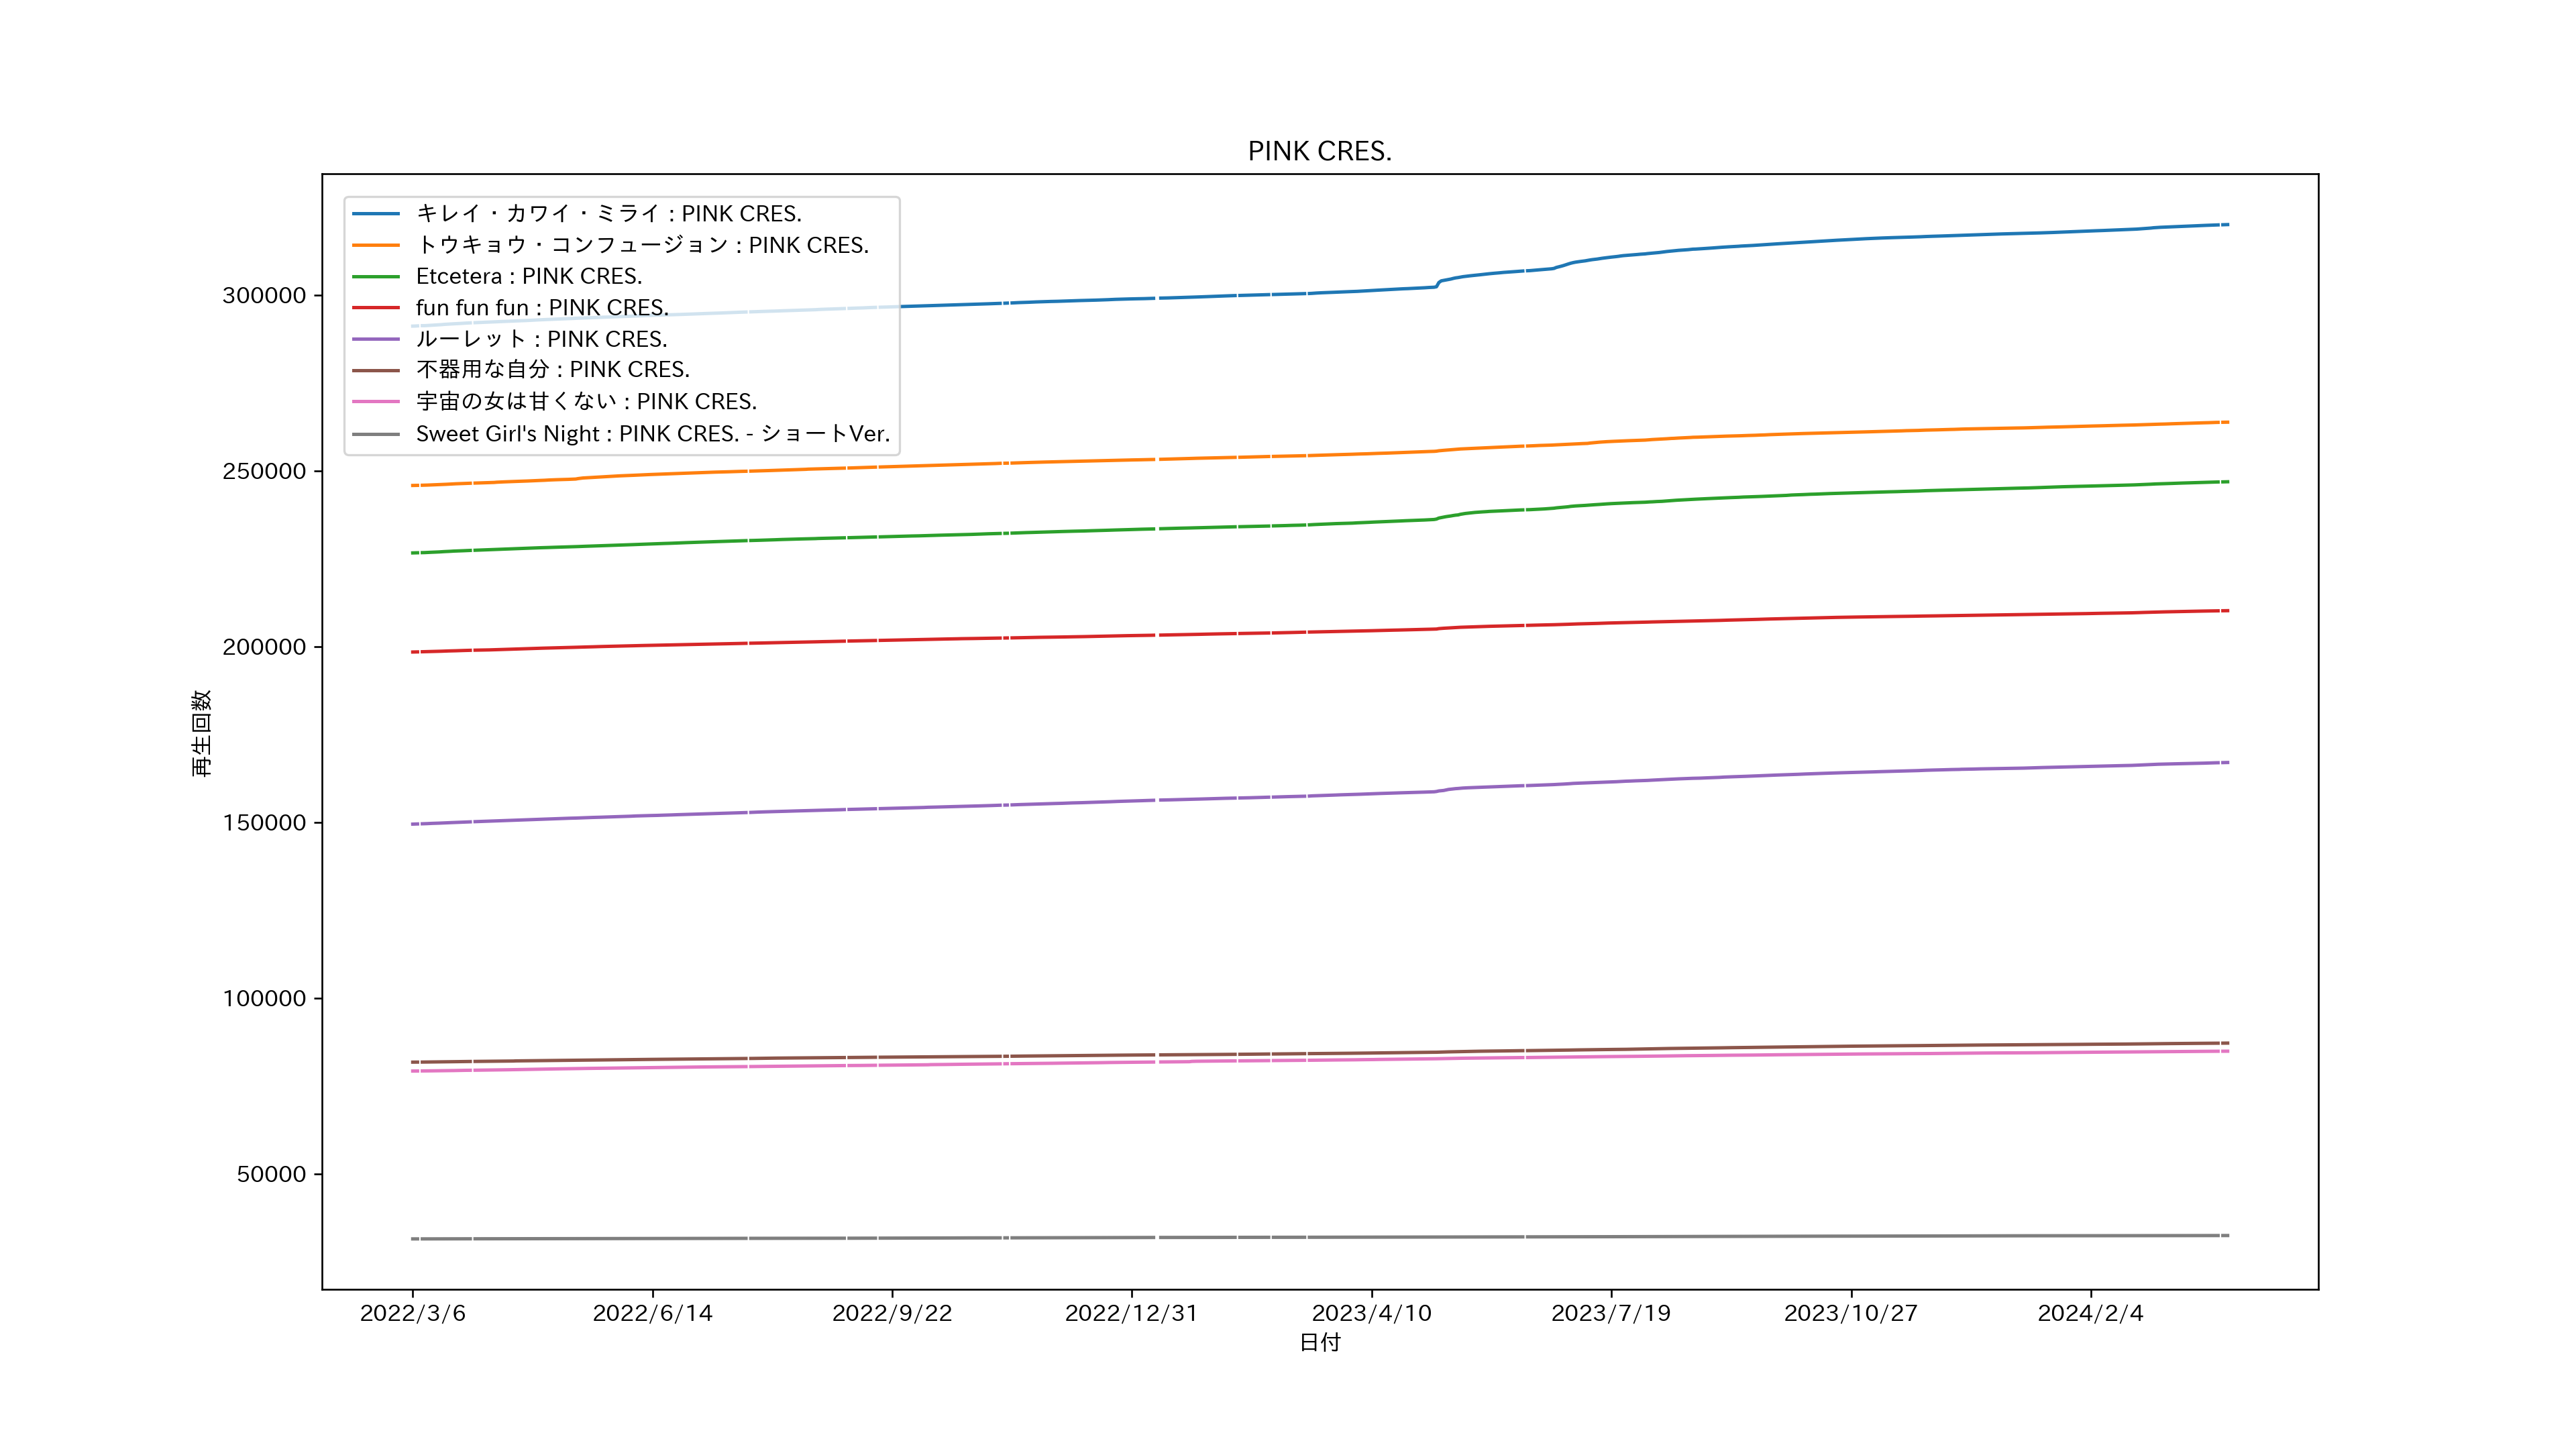 PINK CRES.
キレイ・カワイ・ミライ : PINK CRES.
トウキョウ・コンフュージョン : PINK CRES.
Etcetera : PINK CRES.
fun fun fun : PINK CRES.
ルーレット : PINK CRES.
不器用な自分 : PINK CRES.
宇宙の女は甘くない : PINK CRES.
Sweet Girl's Night : PINK CRES. - ショートVer.
300000
250000
200000
150000
100000
50000
再生回数
2022/3/6
2022/6/14
2022/9/22
2022/12/31
2023/4/10
2023/7/19
2023/10/27
2024/2/4
日付